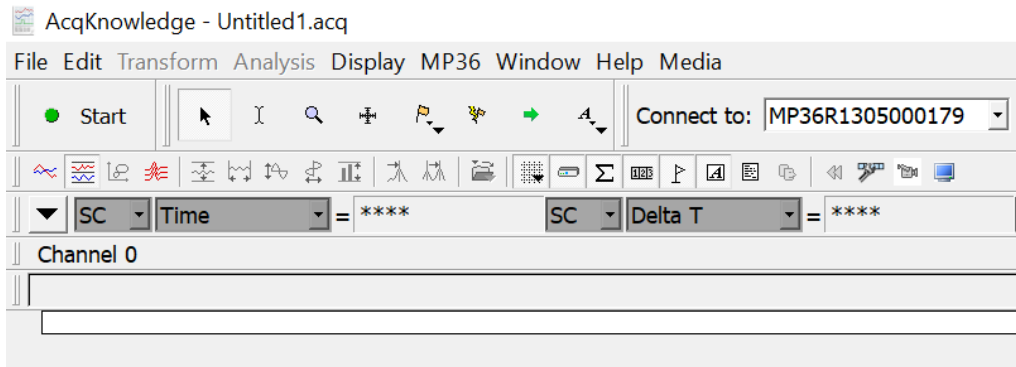 AcqKnowledge - Untitled1.acq
File Edit Transform Analysis Display MP36 Window Help Media
Start Connect to: MP36R1305000179
SC Time = **** SC Delta T = ****
Channel 0